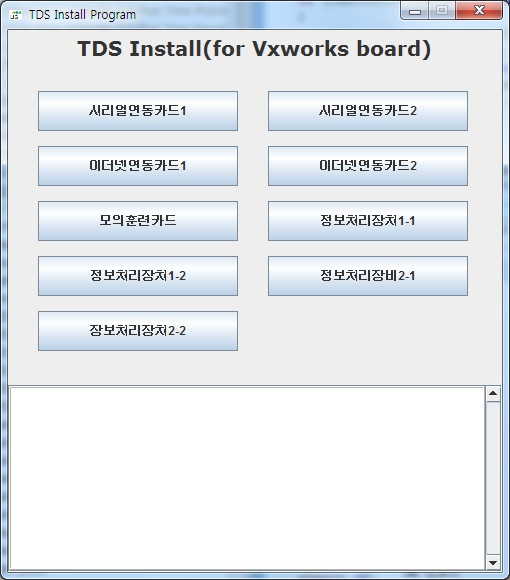 TDS Install Program
TDS Install(for Vxworks board)
시리얼연동카드1 시리얼연동카드2
이더넷연동카드1 이더넷연동카드2
모의훈련카드 정보처리장치1-1
정보처리장치1-2 정보처리장비2-1
장보처리장치2-2